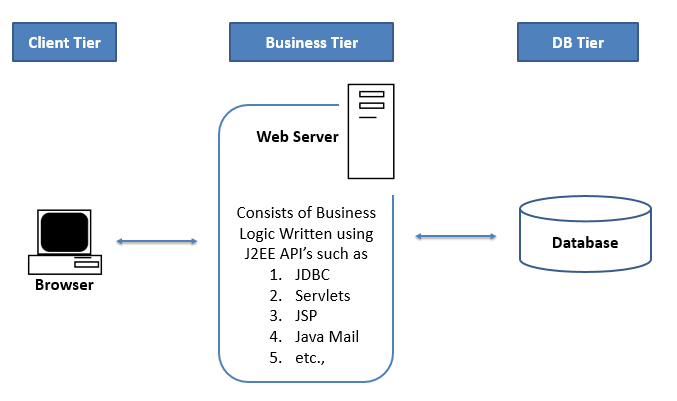 Client Tier
Business Tier
DB Tier
Web Server
Consists of Business
Logic Written using
J2EE API's such as
1. JDBC
2. Servlets
3. JSP
4. Java Mail
5. etc.,
Browser
Database